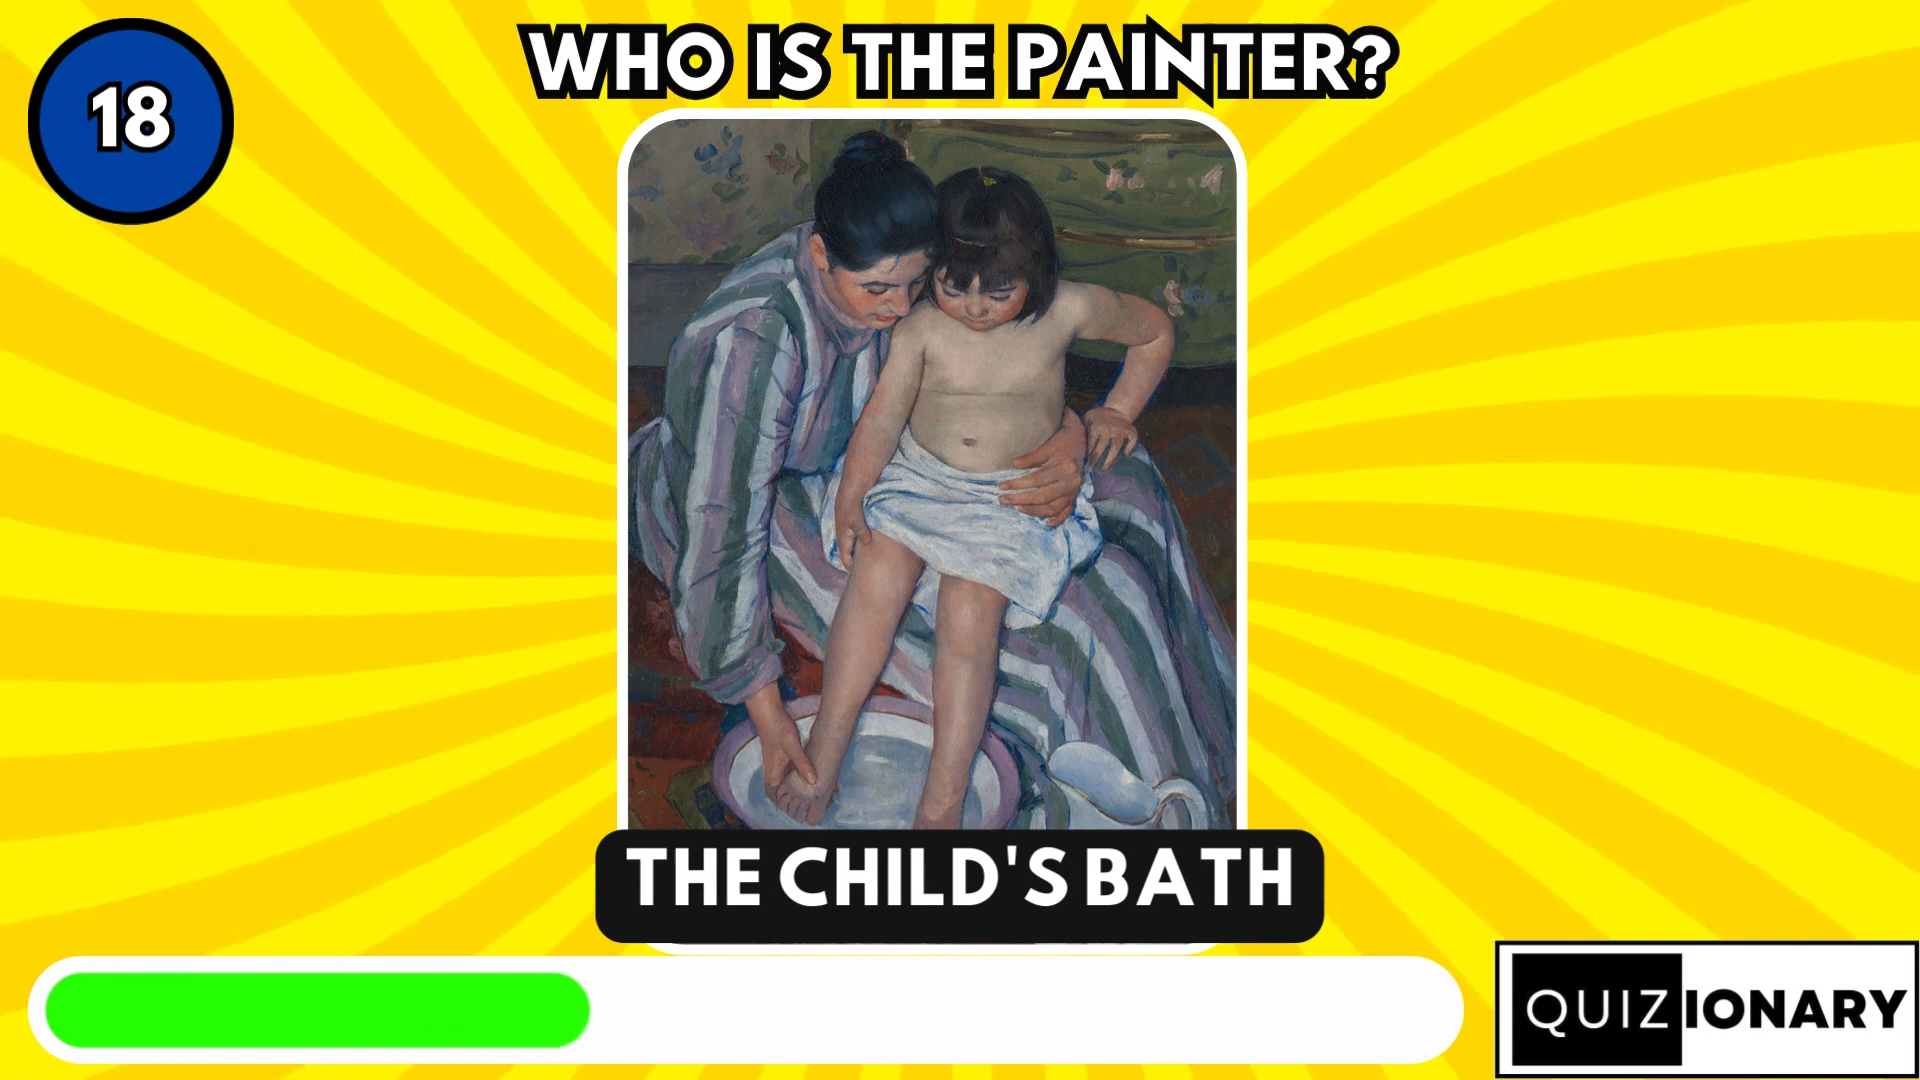 WHO IS THE PAINTER?
18
THE CHILD'S BATH
QUIZIONARY